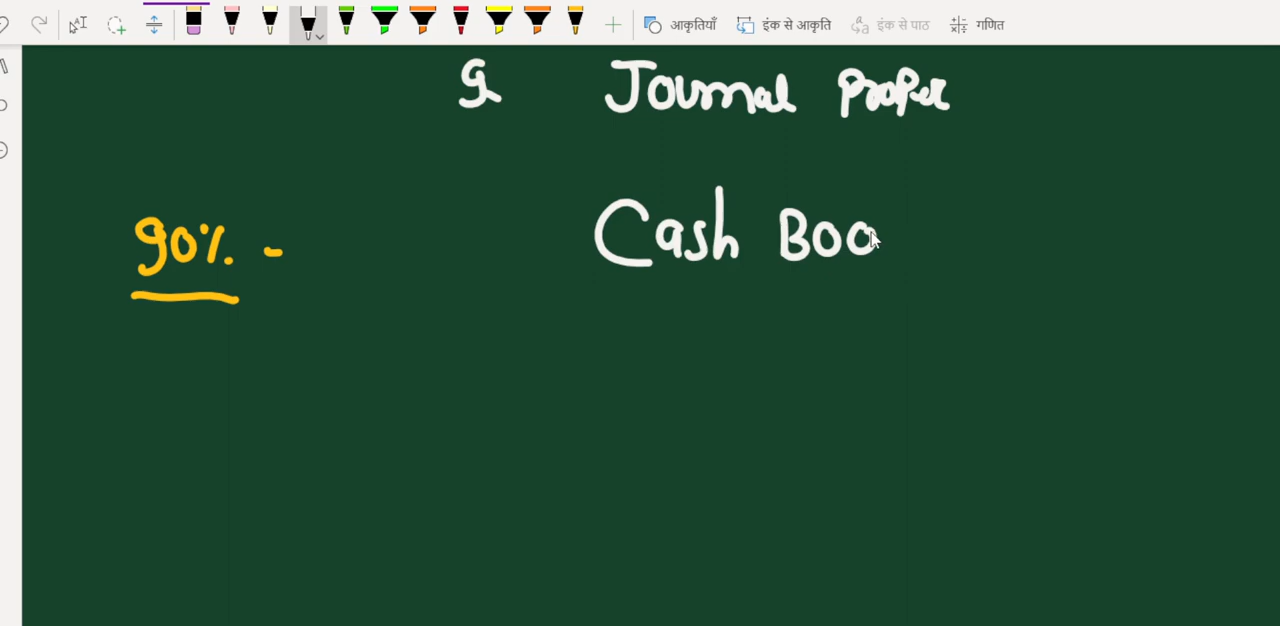 आकृतियाँ इंक से आकृति इंक से पाठ गणित
Journal Proper
90% - Cash Boo